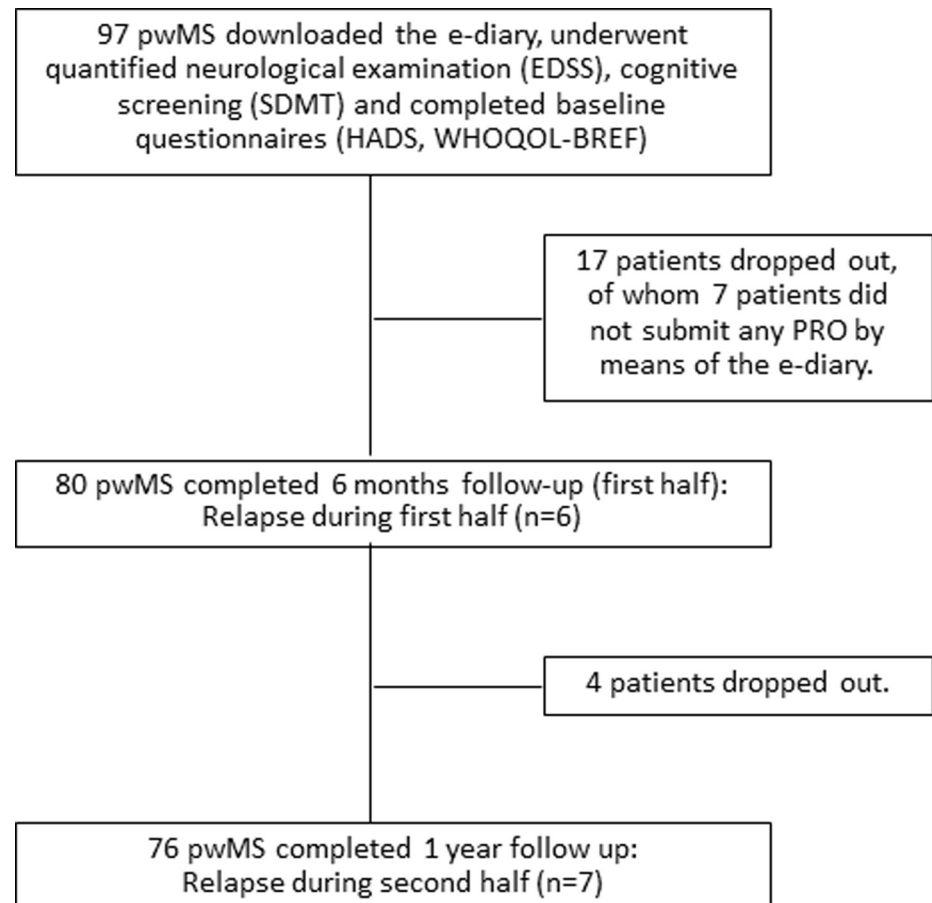 97 pwMS downloaded the e-diary, underwent
quantified neurological examination (EDSS), cognitive
screening (SDMT) and completed baseline
questionnaires (HADS, WHOQOL-BREF)
17 patients dropped out,
of whom 7 patients did
not submit any PRO by
means of the e-diary.
80 pwMS completed 6 months follow-up (first half):
Relapse during first half (n=6)
4 patients dropped out.
76 pwMS completed 1 year follow up:
Relapse during second half (n=7)